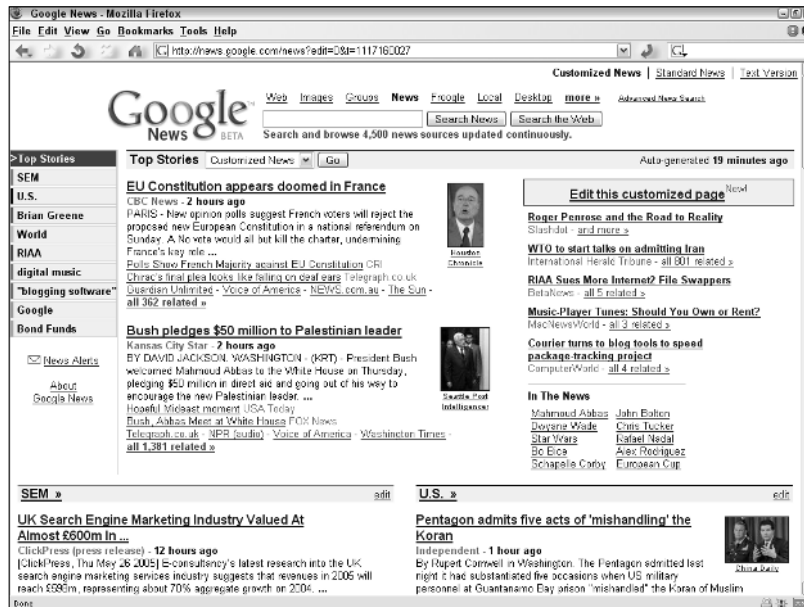 Google News - Mozilla Firefox
File Edit View Go Bookmarks Tools Help
http://news.google.com/news?edit=0&t=1117160027
Customized News | Standard News | Text Version
Google News BETA
Web Images Groups News Froogle Local Desktop more » Advanced News Search
Search News Search the Web
Search and browse 4,500 news sources updated continuously.
>Top Stories
SEM
U.S.
Brian Greene
World
RIAA
digital music
"blogging software"
Google
Bond Funds
News Alerts
About
Google News
Top Stories Customized News Go
Auto-generated 19 minutes ago
EU Constitution appears doomed in France
CBC News - 2 hours ago
PARIS - New opinion polls suggest French voters will reject the
proposed new European Constitution in a national referendum on
Sunday. A No vote would all but kill the charter, undermining
France's key role ...
Polls Show French Majority against EU Constitution CRI
Chirac's final plea looks like falling on deaf ears Telegraph.co.uk
Guardian Unlimited - Voice of America - NEWS.com.au - The Sun -
all 362 related »
Houston
Chronicle
Bush pledges $50 million to Palestinian leader
Kansas City Star - 2 hours ago
BY DAVID JACKSON. WASHINGTON - (KRT) - President Bush
welcomed Mahmoud Abbas to the White House on Thursday,
pledging $50 million in direct aid and going out of his way to
encourage the new Palestinian leader. ...
Hopeful Mideast moment USA Today
Bush, Abbas Meet at White House FOX News
Telegraph.co.uk - NPR (audio) - Voice of America - Washington Times -
all 1,381 related »
Seattle Post
Intelligencer
Edit this customized page New!
Roger Penrose and the Road to Reality
Slashdot - and more »
WTO to start talks on admitting Iran
International Herald Tribune - all 801 related »
RIAA Sues More Internet2 File Swappers
BetaNews - all 5 related »
Music-Player Tunes: Should You Own or Rent?
MacNewsWorld - all 3 related »
Courier turns to blog tools to speed
package-tracking project
ComputerWorld - all 4 related »
In The News
Mahmoud Abbas John Bolton
Dwyane Wade Chris Tucker
Star Wars Rafael Nadal
Bo Bice Alex Rodriguez
Schapelle Corby European Cup
SEM » edit
UK Search Engine Marketing Industry Valued At
Almost £600m In ...
ClickPress (press release) - 12 hours ago
[ClickPress, Thu May 26 2005] E-consultancy's latest research into the UK
search engine marketing services industry suggests that revenues in 2005 will
reach £598m, representing about 70% aggregate growth on 2004. ...
U.S. » edit
Pentagon admits five acts of 'mishandling' the
Koran
Independent - 1 hour ago
By Rupert Cornwell in Washington. The Pentagon admitted last
night it had substantiated five occasions when US military
personnel at Guantanamo Bay prison "mishandled" the Koran of Muslim
China Daily
Done